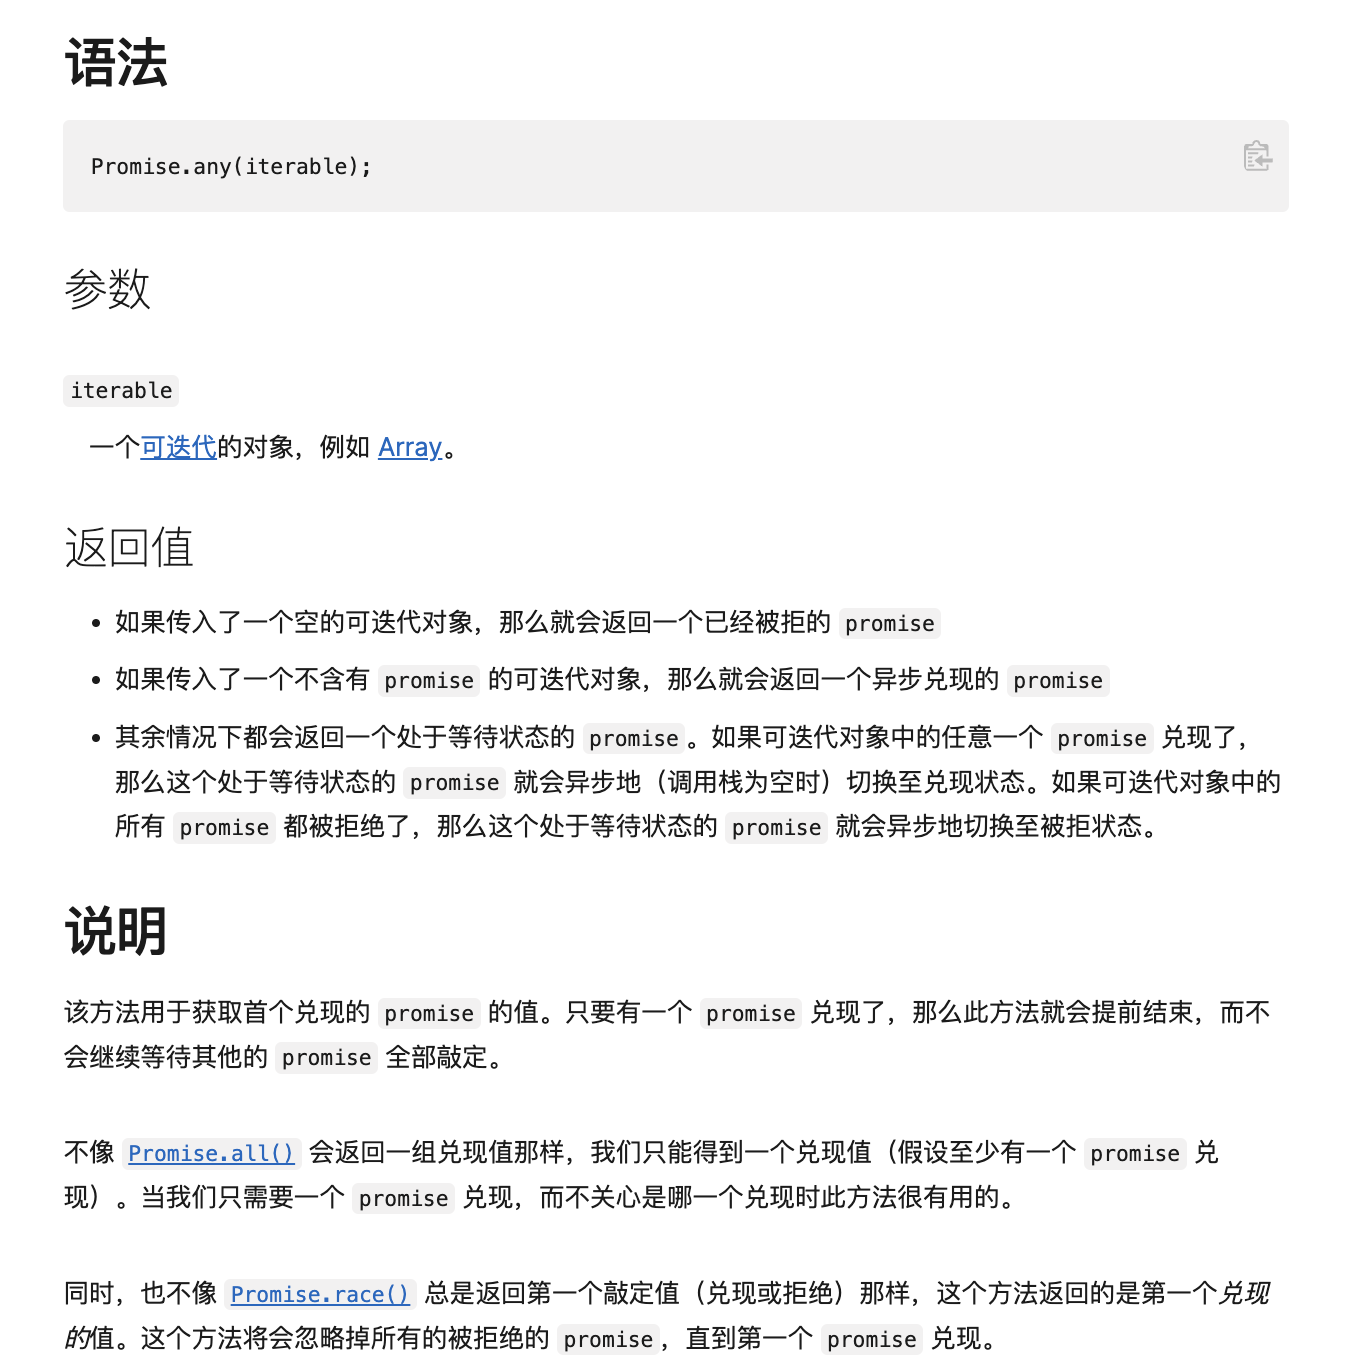 语法
Promise.any(iterable);
参数
iterable
一个可迭代的对象，例如 Array。
返回值
• 如果传入了一个空的可迭代对象，那么就会返回一个已经被拒的 promise
• 如果传入了一个不含有 promise 的可迭代对象，那么就会返回一个异步兑现的 promise
• 其余情况下都会返回一个处于等待状态的 promise。如果可迭代对象中的任意一个 promise 兑现了，
那么这个处于等待状态的 promise 就会异步地（调用栈为空时）切换至兑现状态。如果可迭代对象中的
所有 promise 都被拒绝了，那么这个处于等待状态的 promise 就会异步地切换至被拒状态。
说明
该方法用于获取首个兑现的 promise 的值。只要有一个 promise 兑现了，那么此方法就会提前结束，而不
会继续等待其他的 promise 全部敲定。
不像 Promise.all() 会返回一组兑现值那样，我们只能得到一个兑现值（假设至少有一个 promise 兑
现）。当我们只需要一个 promise 兑现，而不关心是哪一个兑现时此方法很有用的。
同时，也不像 Promise.race() 总是返回第一个敲定值（兑现或拒绝）那样，这个方法返回的是第一个兑现
的值。这个方法将会忽略掉所有的被拒绝的 promise，直到第一个 promise 兑现。